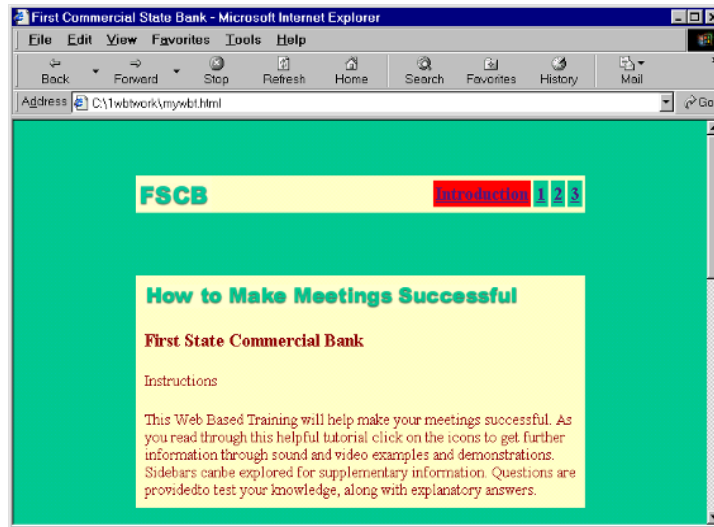 First Commercial State Bank - Microsoft Internet Explorer
File Edit View Favorites Tools Help
Back Forward Stop Refresh Home Search Favorites History Mail
Address C:\1wbtwork\mywbt.html Go
FSCB Introduction 1 2 3
How to Make Meetings Successful
First State Commercial Bank
Instructions
This Web Based Training will help make your meetings successful. As
you read through this helpful tutorial click on the icons to get further
information through sound and video examples and demonstrations.
Sidebars canbe explored for supplementary information. Questions are
providedto test your knowledge, along with explanatory answers.